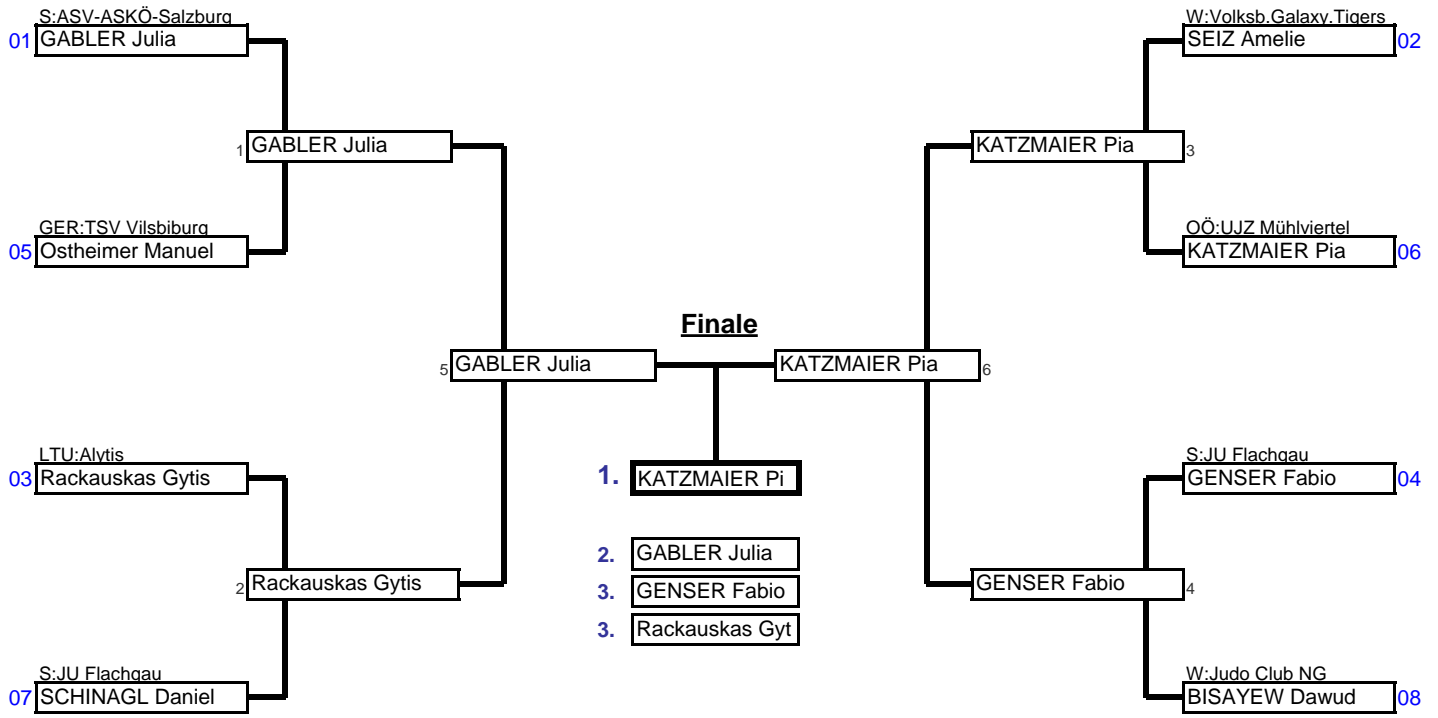 S:ASV-ASKÖ-Salzburg
01 GABLER Julia
W:Volksb.Galaxy.Tigers
SEIZ Amelie 02
1 GABLER Julia
KATZMAIER Pia 3
GER:TSV Vilsbiburg
05 Ostheimer Manuel
OÖ:UJZ Mühlviertel
KATZMAIER Pia 06
Finale
5 GABLER Julia
KATZMAIER Pia 6
LTU:Alytis
03 Rackauskas Gytis
1. KATZMAIER Pi
S:JU Flachgau
GENSER Fabio 04
2. GABLER Julia
2 Rackauskas Gytis
3. GENSER Fabio
GENSER Fabio 4
3. Rackauskas Gyt
S:JU Flachgau
07 SCHINAGL Daniel
W:Judo Club NG
BISAYEW Dawud 08